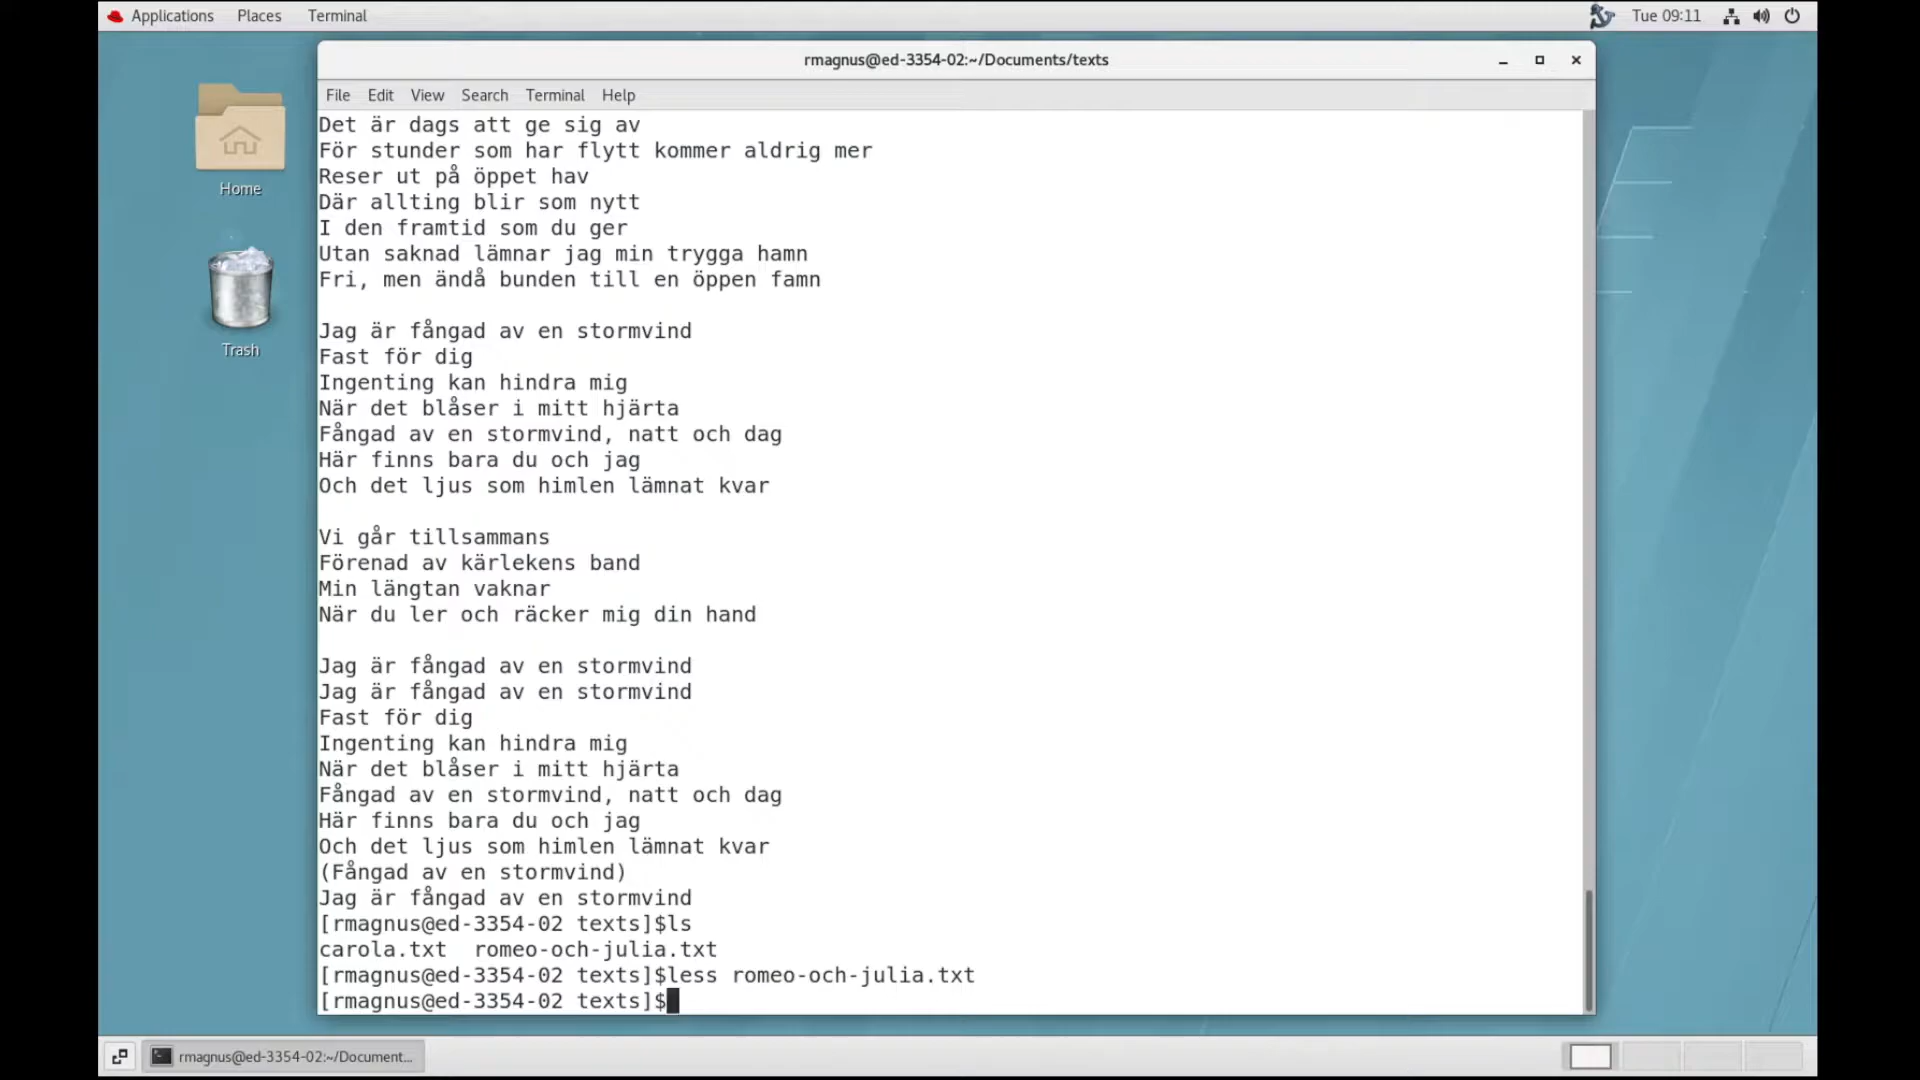 Applications Places Terminal
Tue 09:11
rmagnus@ed-3354-02:~/Documents/texts
File Edit View Search Terminal Help
Home
Trash
Det är dags att ge sig av
För stunder som har flytt kommer aldrig mer
Reser ut på öppet hav
Där allting blir som nytt
I den framtid som du ger
Utan saknad lämnar jag min trygga hamn
Fri, men ändå bunden till en öppen famn
Jag är fångad av en stormvind
Fast för dig
Ingenting kan hindra mig
När det blåser i mitt hjärta
Fångad av en stormvind, natt och dag
Här finns bara du och jag
Och det ljus som himlen lämnat kvar
Vi går tillsammans
Förenad av kärlekens band
Min längtan vaknar
När du ler och räcker mig din hand
Jag är fångad av en stormvind
Jag är fångad av en stormvind
Fast för dig
Ingenting kan hindra mig
När det blåser i mitt hjärta
Fångad av en stormvind, natt och dag
Här finns bara du och jag
Och det ljus som himlen lämnat kvar
(Fångad av en stormvind)
Jag är fångad av en stormvind
[rmagnus@ed-3354-02 texts]$ls
carola.txt  romeo-och-julia.txt
[rmagnus@ed-3354-02 texts]$less romeo-och-julia.txt
[rmagnus@ed-3354-02 texts]$
rmagnus@ed-3354-02:~/Document...